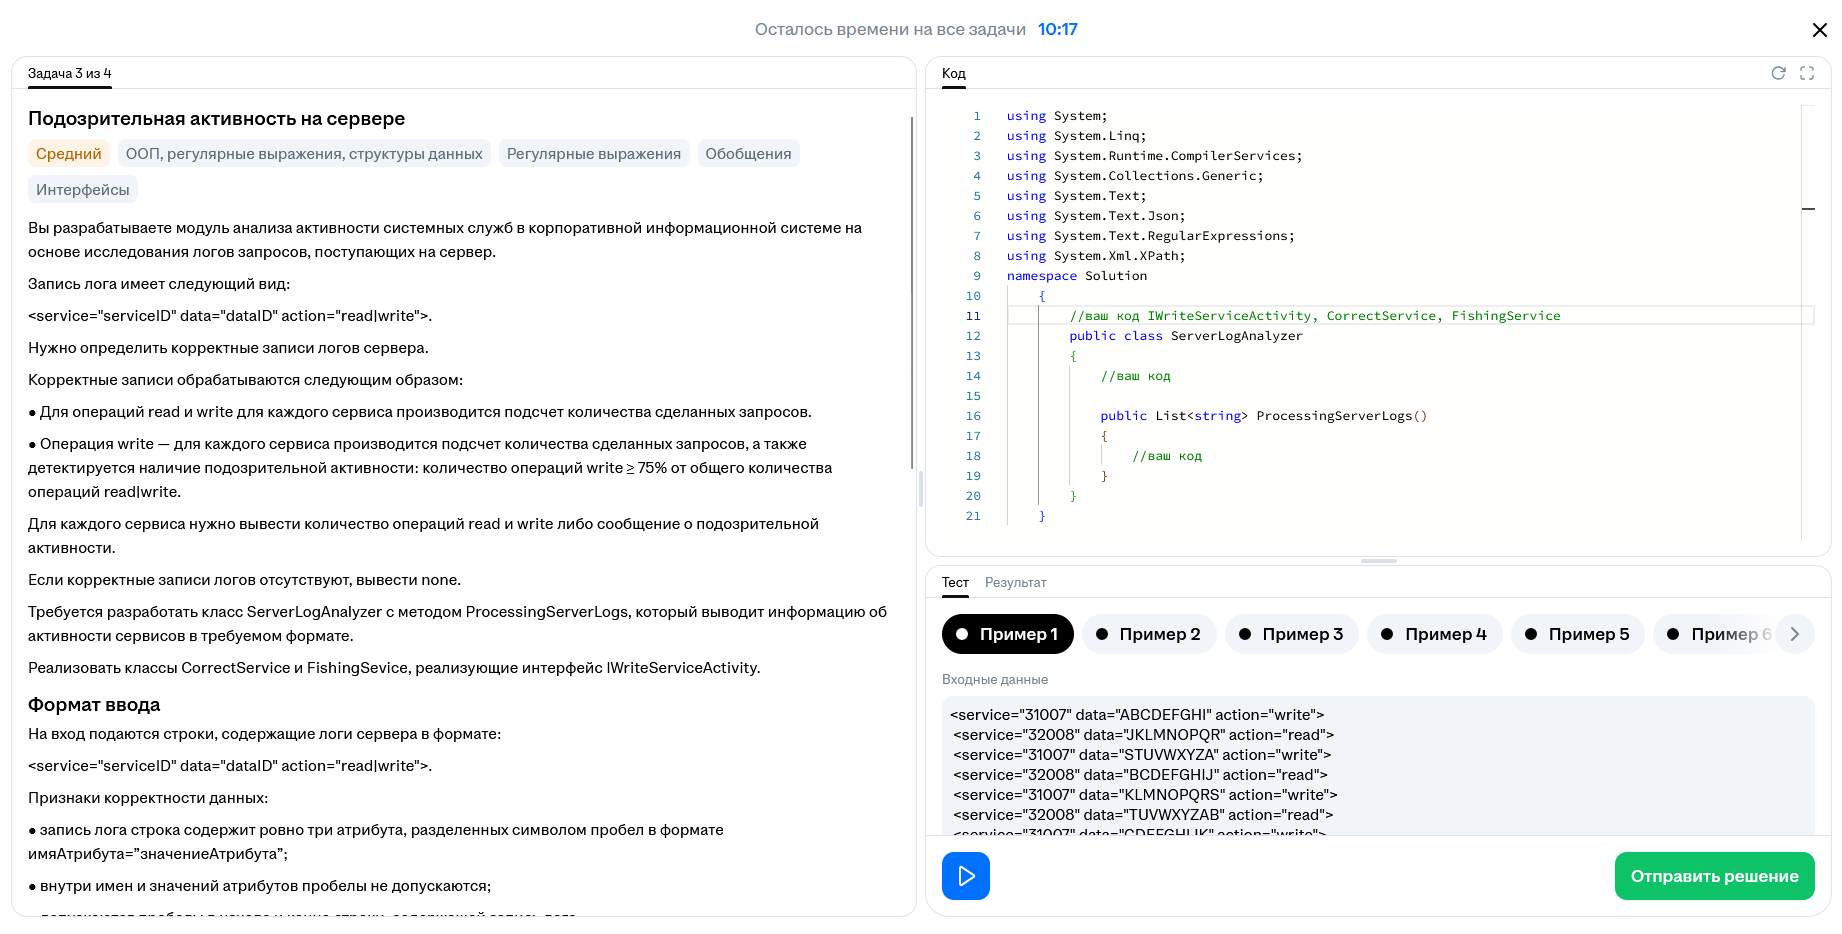 Осталось времени на все задачи 10:17
Задача 3 из 4
Подозрительная активность на сервере
Средний ООП, регулярные выражения, структуры данных Регулярные выражения Обобщения
Интерфейсы
Вы разрабатываете модуль анализа активности системных служб в корпоративной информационной системе на
основе исследования логов запросов, поступающих на сервер.
Запись лога имеет следующий вид:
<service="serviceID" data="dataID" action="read|write">.
Нужно определить корректные записи логов сервера.
Корректные записи обрабатываются следующим образом:
● Для операций read и write для каждого сервиса производится подсчет количества сделанных запросов.
● Операция write — для каждого сервиса производится подсчет количества сделанных запросов, а также
детектируется наличие подозрительной активности: количество операций write ≥ 75% от общего количества
операций read|write.
Для каждого сервиса нужно вывести количество операций read и write либо сообщение о подозрительной
активности.
Если корректные записи логов отсутствуют, вывести none.
Требуется разработать класс ServerLogAnalyzer с методом ProcessingServerLogs, который выводит информацию об
активности сервисов в требуемом формате.
Реализовать классы CorrectService и FishingSevice, реализующие интерфейс IWriteServiceActivity.
Формат ввода
На вход подаются строки, содержащие логи сервера в формате:
<service="serviceID" data="dataID" action="read|write">.
Признаки корректности данных:
● запись лога строка содержит ровно три атрибута, разделенных символом пробел в формате
имяАтрибута=”значениеАтрибута”;
● внутри имен и значений атрибутов пробелы не допускаются;
● допускаются пробелы в начале и конце строки, содержащей запись лога
Код
1 using System;
2 using System.Linq;
3 using System.Runtime.CompilerServices;
4 using System.Collections.Generic;
5 using System.Text;
6 using System.Text.Json;
7 using System.Text.RegularExpressions;
8 using System.Xml.XPath;
9 namespace Solution
10 {
11 //ваш код IWriteServiceActivity, CorrectService, FishingService
12 public class ServerLogAnalyzer
13 {
14 //ваш код
15
16 public List<string> ProcessingServerLogs()
17 {
18 //ваш код
19 }
20 }
21 }
Тест Результат
Пример 1 Пример 2 Пример 3 Пример 4 Пример 5 Пример 6
Входные данные
<service="31007" data="ABCDEFGHI" action="write">
<service="32008" data="JKLMNOPQR" action="read">
<service="31007" data="STUVWXYZA" action="write">
<service="32008" data="BCDEFGHIJ" action="read">
<service="31007" data="KLMNOPQRS" action="write">
<service="32008" data="TUVWXYZAB" action="read">
<service="31007" data="CDEFGHIJK" action="write">
Отправить решение